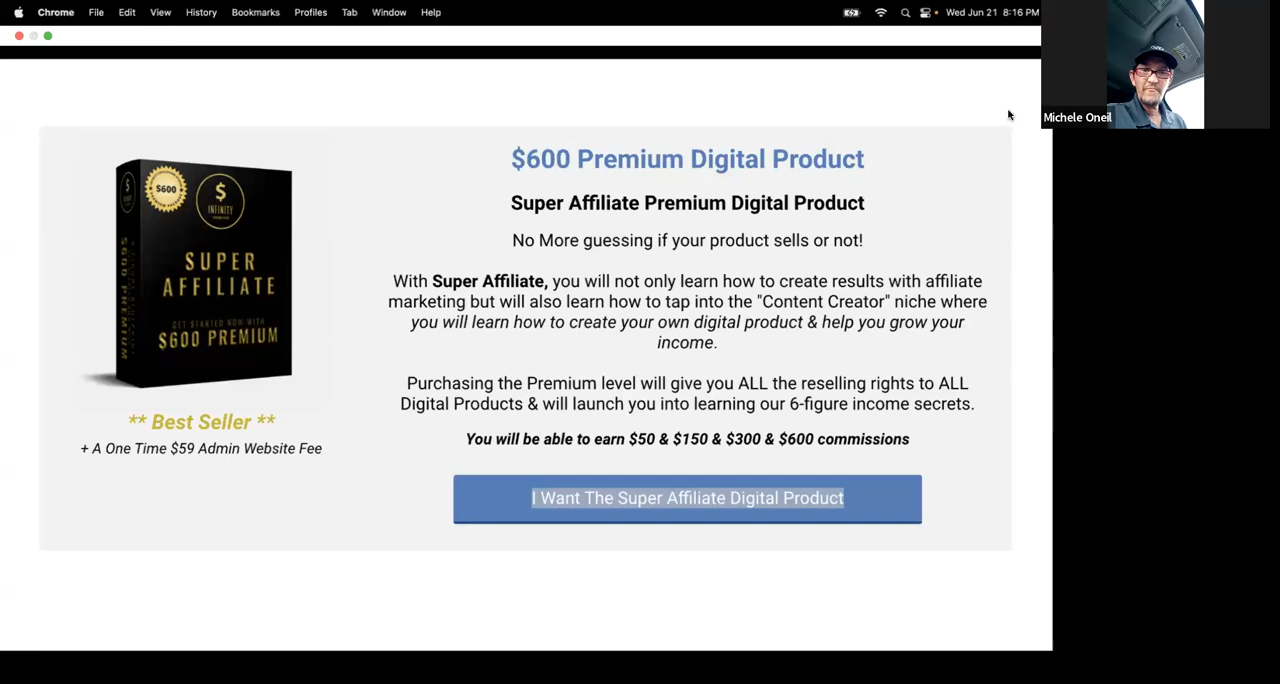 Chrome File Edit View History Bookmarks Profiles Tab Window Help
Wed Jun 21 8:16 PM
Michele Oneil
$600
$
INFINITY
SUPER
AFFILIATE
GET STARTED NOW WITH
$600 PREMIUM
$600 PREMIUM
** Best Seller **
+ A One Time $59 Admin Website Fee
$600 Premium Digital Product
Super Affiliate Premium Digital Product
No More guessing if your product sells or not!
With Super Affiliate, you will not only learn how to create results with affiliate
marketing but will also learn how to tap into the "Content Creator" niche where
you will learn how to create your own digital product & help you grow your
income.
Purchasing the Premium level will give you ALL the reselling rights to ALL
Digital Products & will launch you into learning our 6-figure income secrets.
You will be able to earn $50 & $150 & $300 & $600 commissions
I Want The Super Affiliate Digital Product